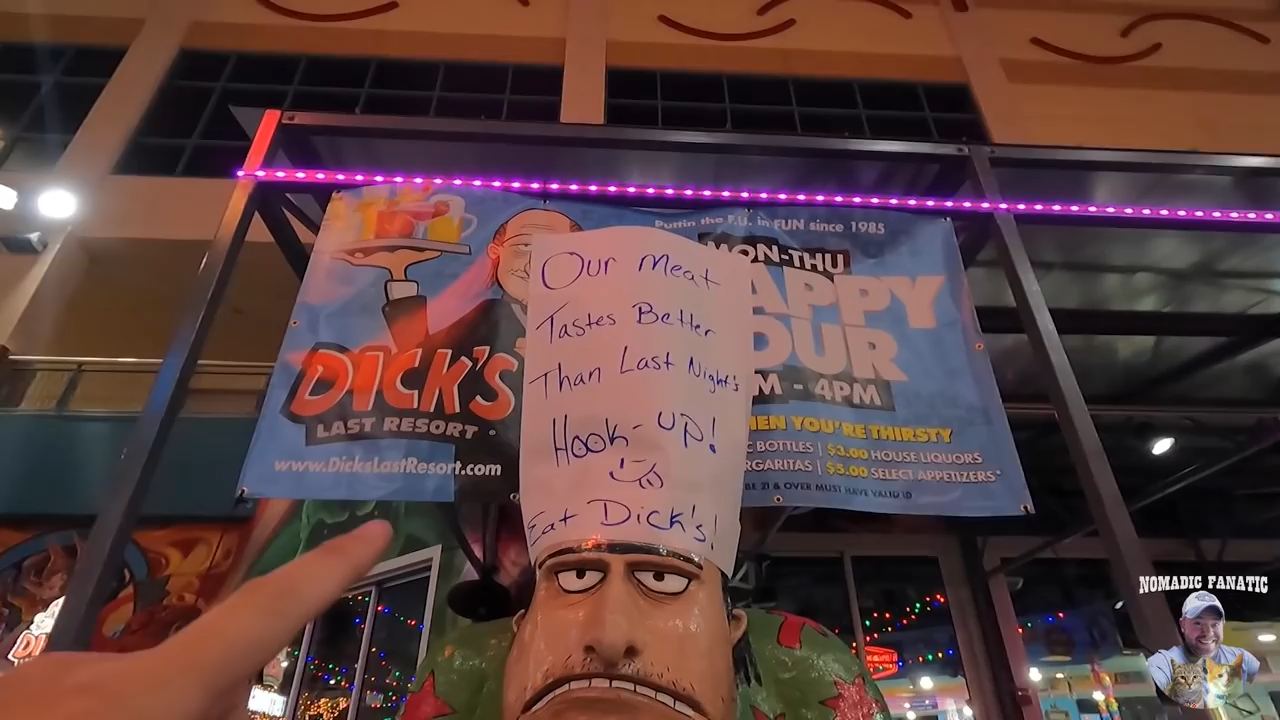 Puttin the F.U. in FUN since 1985
MON-THU
APPY
OUR
M - 4PM
HEN YOU'RE THIRSTY
C BOTTLES | $3.00 HOUSE LIQUORS
RGARITAS | $5.00 SELECT APPETIZERS*
BE 21 & OVER MUST HAVE VALID ID
DICK'S
LAST RESORT
www.DicksLastResort.com
Our Meat
Tastes Better
Than Last Night's
Hook-up!
Eat Dick's!
NOMADIC FANATIC